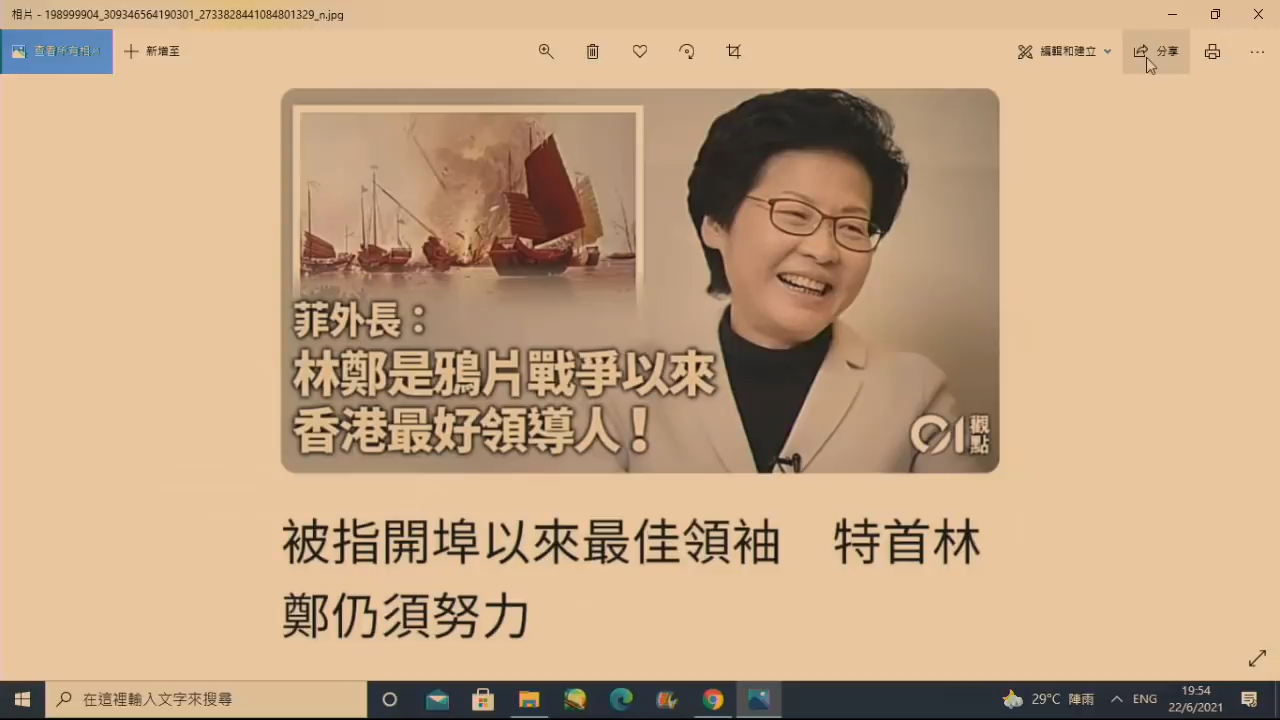 相片 - 198999904_309346564190301_2733828441084801329_n.jpg
查看所有相片
新增至
編輯和建立
分享
菲外長：
林鄭是鴉片戰爭以來
香港最好領導人！
01 觀點
被指開埠以來最佳領袖　特首林
鄭仍須努力
在這裡輸入文字來搜尋
29°C 陣雨
ENG
19:54
22/6/2021